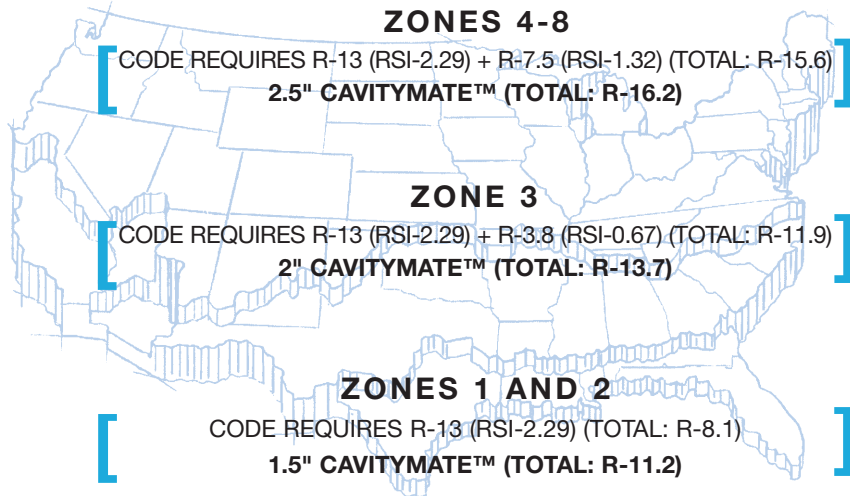 ZONES 4-8
CODE REQUIRES R-13 (RSI-2.29) + R-7.5 (RSI-1.32) (TOTAL: R-15.6)
2.5" CAVITYMATE™ (TOTAL: R-16.2)
ZONE 3
CODE REQUIRES R-13 (RSI-2.29) + R-3.8 (RSI-0.67) (TOTAL: R-11.9)
2" CAVITYMATE™ (TOTAL: R-13.7)
ZONES 1 AND 2
CODE REQUIRES R-13 (RSI-2.29) (TOTAL: R-8.1)
1.5" CAVITYMATE™ (TOTAL: R-11.2)